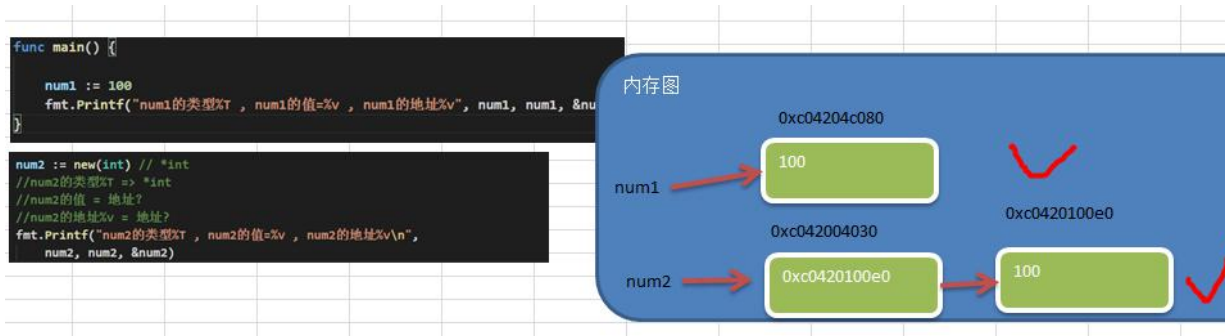 func main() {
num1 := 100
fmt.Printf("num1的类型%T , num1的值=%v , num1的地址%v", num1, num1, &nu
}
num2 := new(int) // *int
//num2的类型%T => *int
//num2的值 = 地址?
//num2的地址%v = 地址?
fmt.Printf("num2的类型%T , num2的值=%v , num2的地址%v\n",
num2, num2, &num2)
内存图
0xc04204c080
100
num1
0xc0420100e0
0xc042004030
num2
0xc0420100e0
100